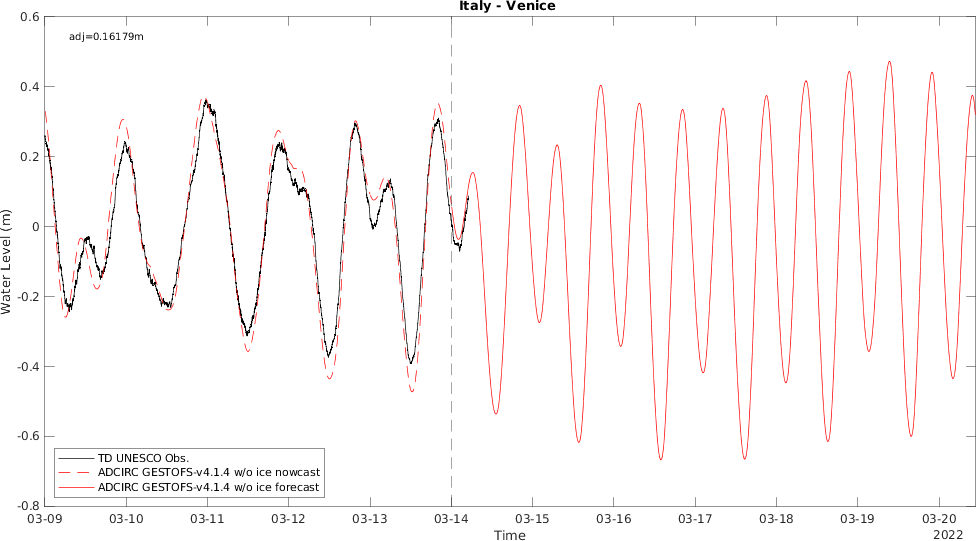 Italy - Venice
adj=0.16179m
Water Level (m)
0.6
0.4
0.2
0
-0.2
-0.4
-0.6
-0.8
TD UNESCO Obs.
ADCIRC GESTOFS-v4.1.4 w/o ice nowcast
ADCIRC GESTOFS-v4.1.4 w/o ice forecast
03-09 03-10 03-11 03-12 03-13 03-14 03-15 03-16 03-17 03-18 03-19 03-20
Time
2022